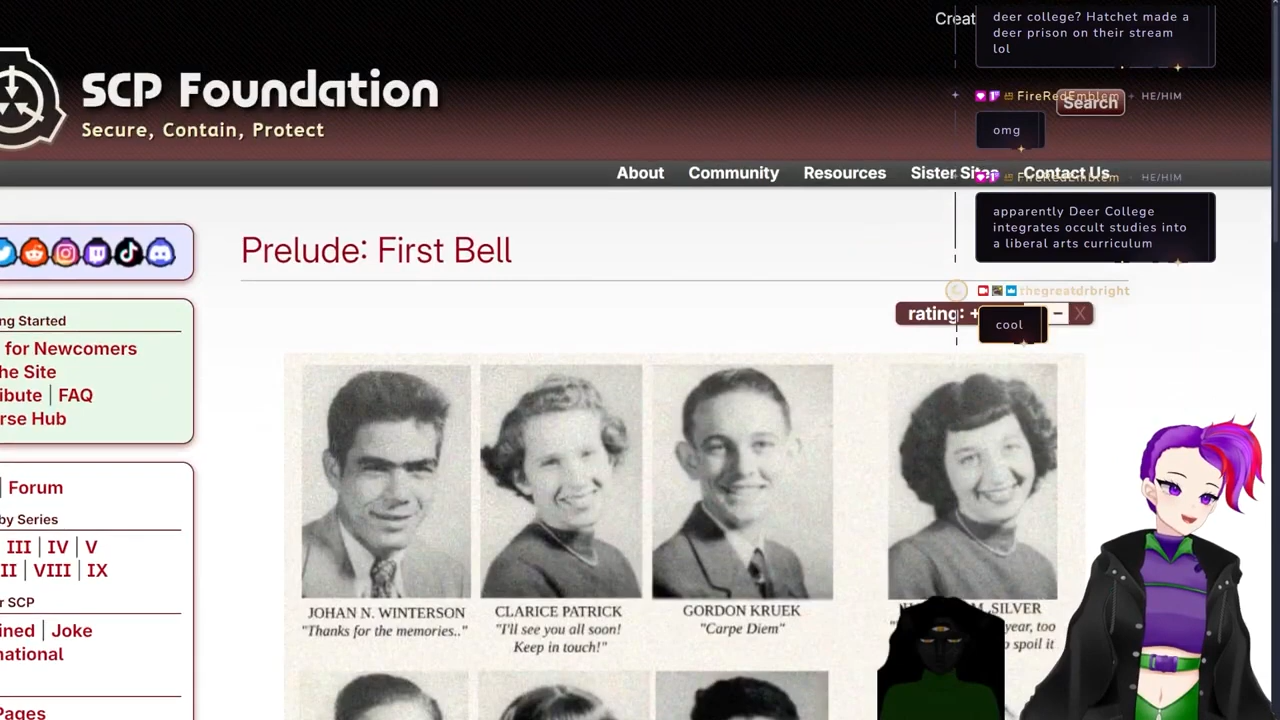 Creat
SCP Foundation
Secure, Contain, Protect
Search
About
Community
Resources
Sister Sites
Contact Us
deer college? Hatchet made a
deer prison on their stream
lol
FireRedEmblem
HE/HIM
omg
FireRedEmblem
HE/HIM
apparently Deer College
integrates occult studies into
a liberal arts curriculum
thegreatdrbright
cool
ng Started
for Newcomers
he Site
ibute | FAQ
rse Hub
| Forum
by Series
III | IV | V
II | VIII | IX
r SCP
ined | Joke
national
Pages
Prelude: First Bell
rating: +
− X
JOHAN N. WINTERSON
"Thanks for the memories.."
CLARICE PATRICK
"I'll see you all soon!
Keep in touch!"
GORDON KRUEK
"Carpe Diem"
M. SILVER
year, too
o spoil it